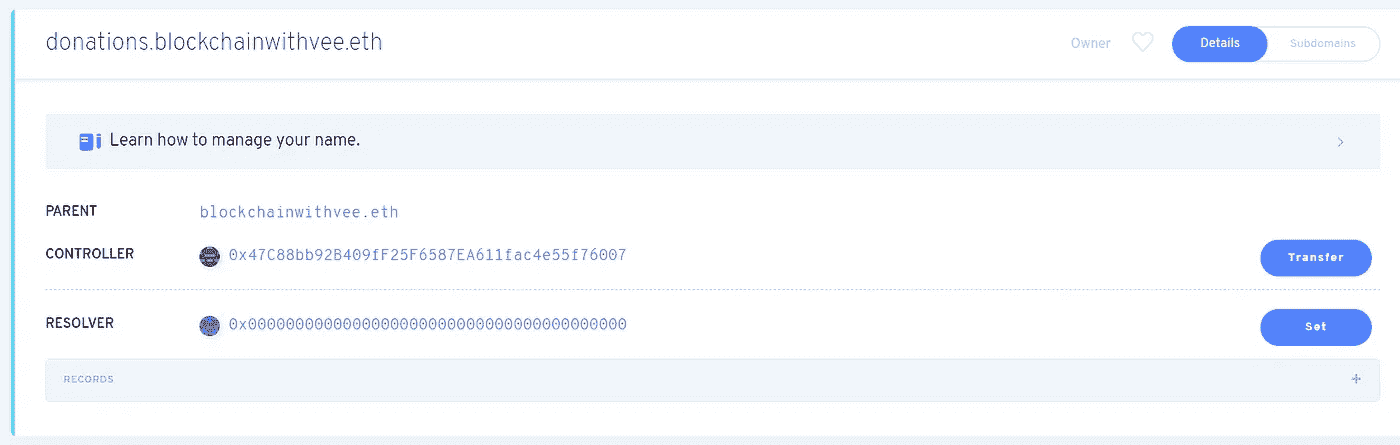 donations.blockchainwithvee.eth
Owner
Details
Subdomains
Learn how to manage your name.
PARENT
blockchainwithvee.eth
CONTROLLER
0x47C88bb92B409fF25F6587EA611fac4e55f76007
Transfer
RESOLVER
0x0000000000000000000000000000000000000000
Set
RECORDS